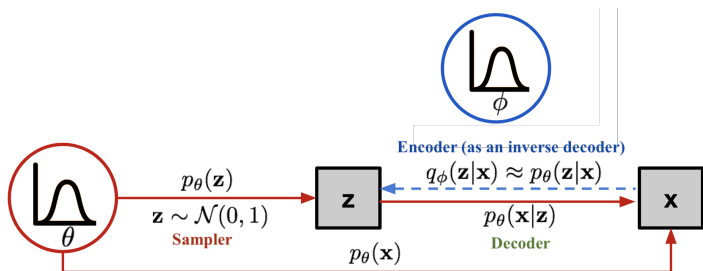 ϕ
Encoder (as an inverse decoder)
q_ϕ(z|x) ≈ p_θ(z|x)
p_θ(z)
z
x
θ
z ∼ 𝒩(0, 1)
p_θ(x|z)
Sampler
Decoder
p_θ(x)